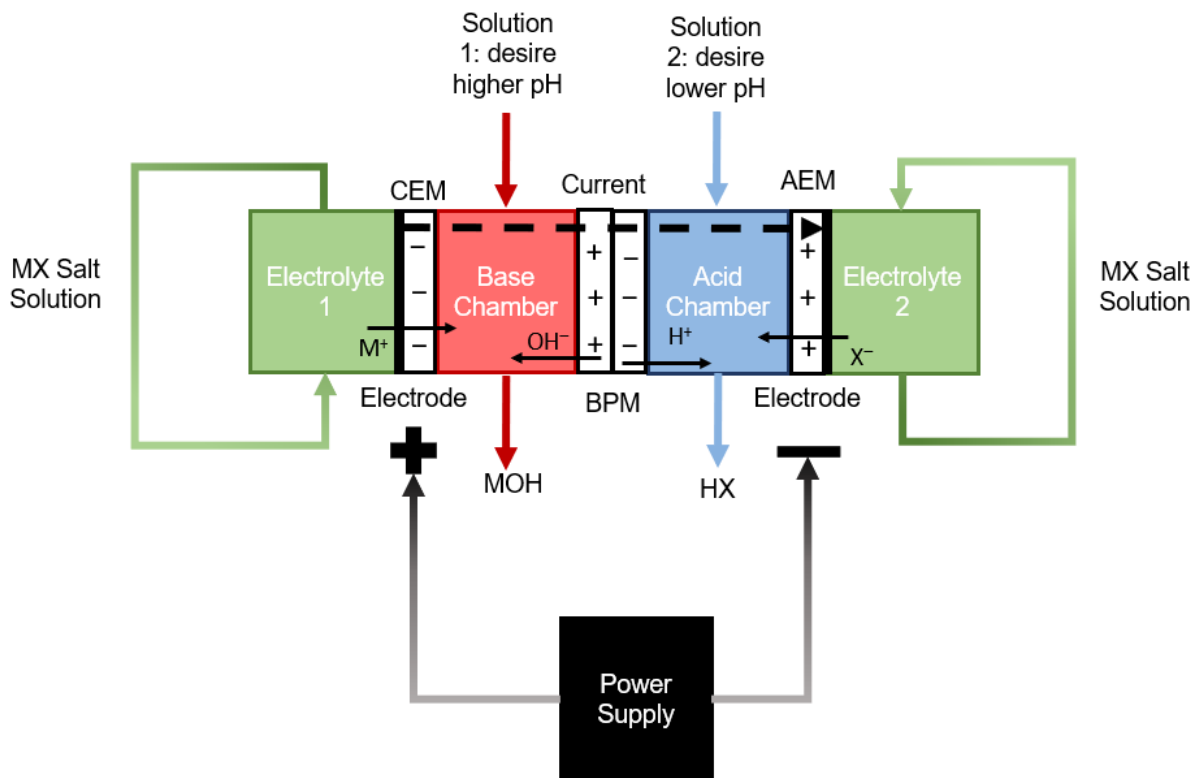 Solution
1: desire
higher pH
Solution
2: desire
lower pH
CEM
Current
AEM
MX Salt
Solution
Electrolyte
1
Base
Chamber
Acid
Chamber
Electrolyte
2
MX Salt
Solution
− − −
+ + +
− − −
+ + +
M⁺
OH⁻
H⁺
X⁻
Electrode
BPM
Electrode
+
−
MOH
HX
Power
Supply